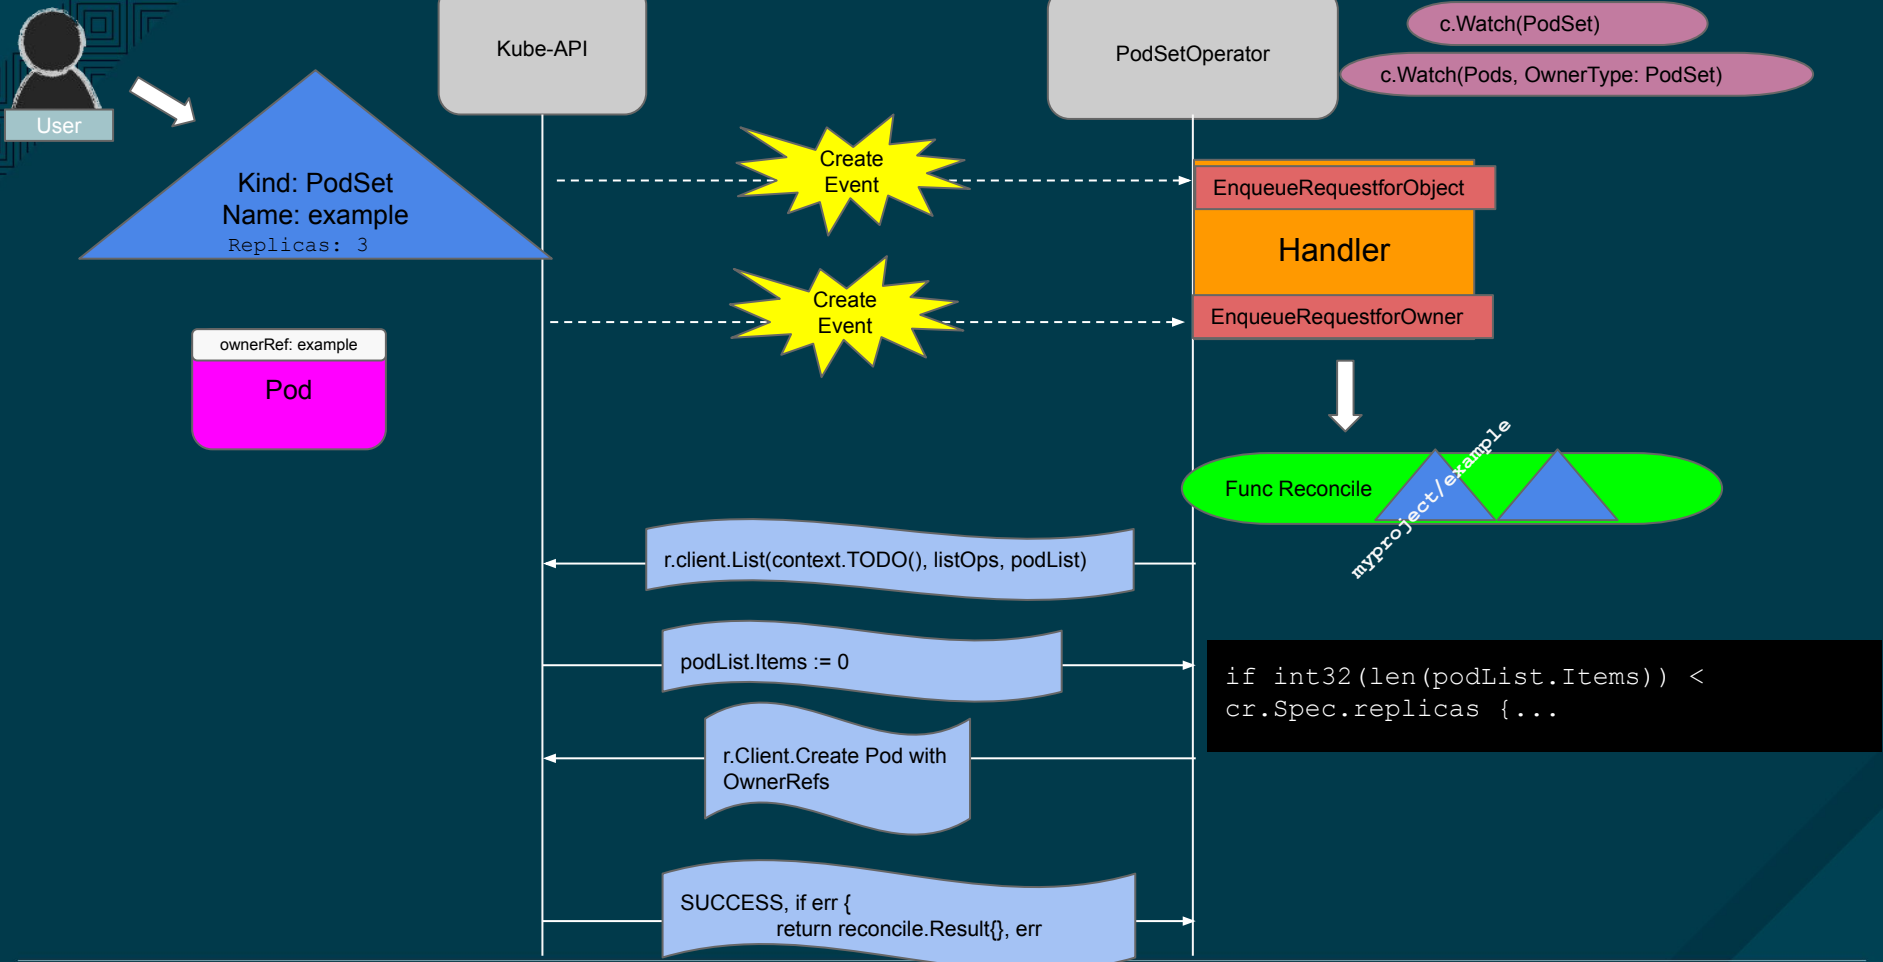 User
Kind: PodSet
Name: example
Replicas: 3
ownerRef: example
Pod
Kube-API
PodSetOperator
c.Watch(PodSet)
c.Watch(Pods, OwnerType: PodSet)
Create
Event
EnqueueRequestforObject
Handler
Create
Event
EnqueueRequestforOwner
Func Reconcile
myproject/example
r.client.List(context.TODO(), listOps, podList)
podList.Items := 0
if int32(len(podList.Items)) <
cr.Spec.replicas {...
r.Client.Create Pod with
OwnerRefs
SUCCESS, if err {
return reconcile.Result{}, err